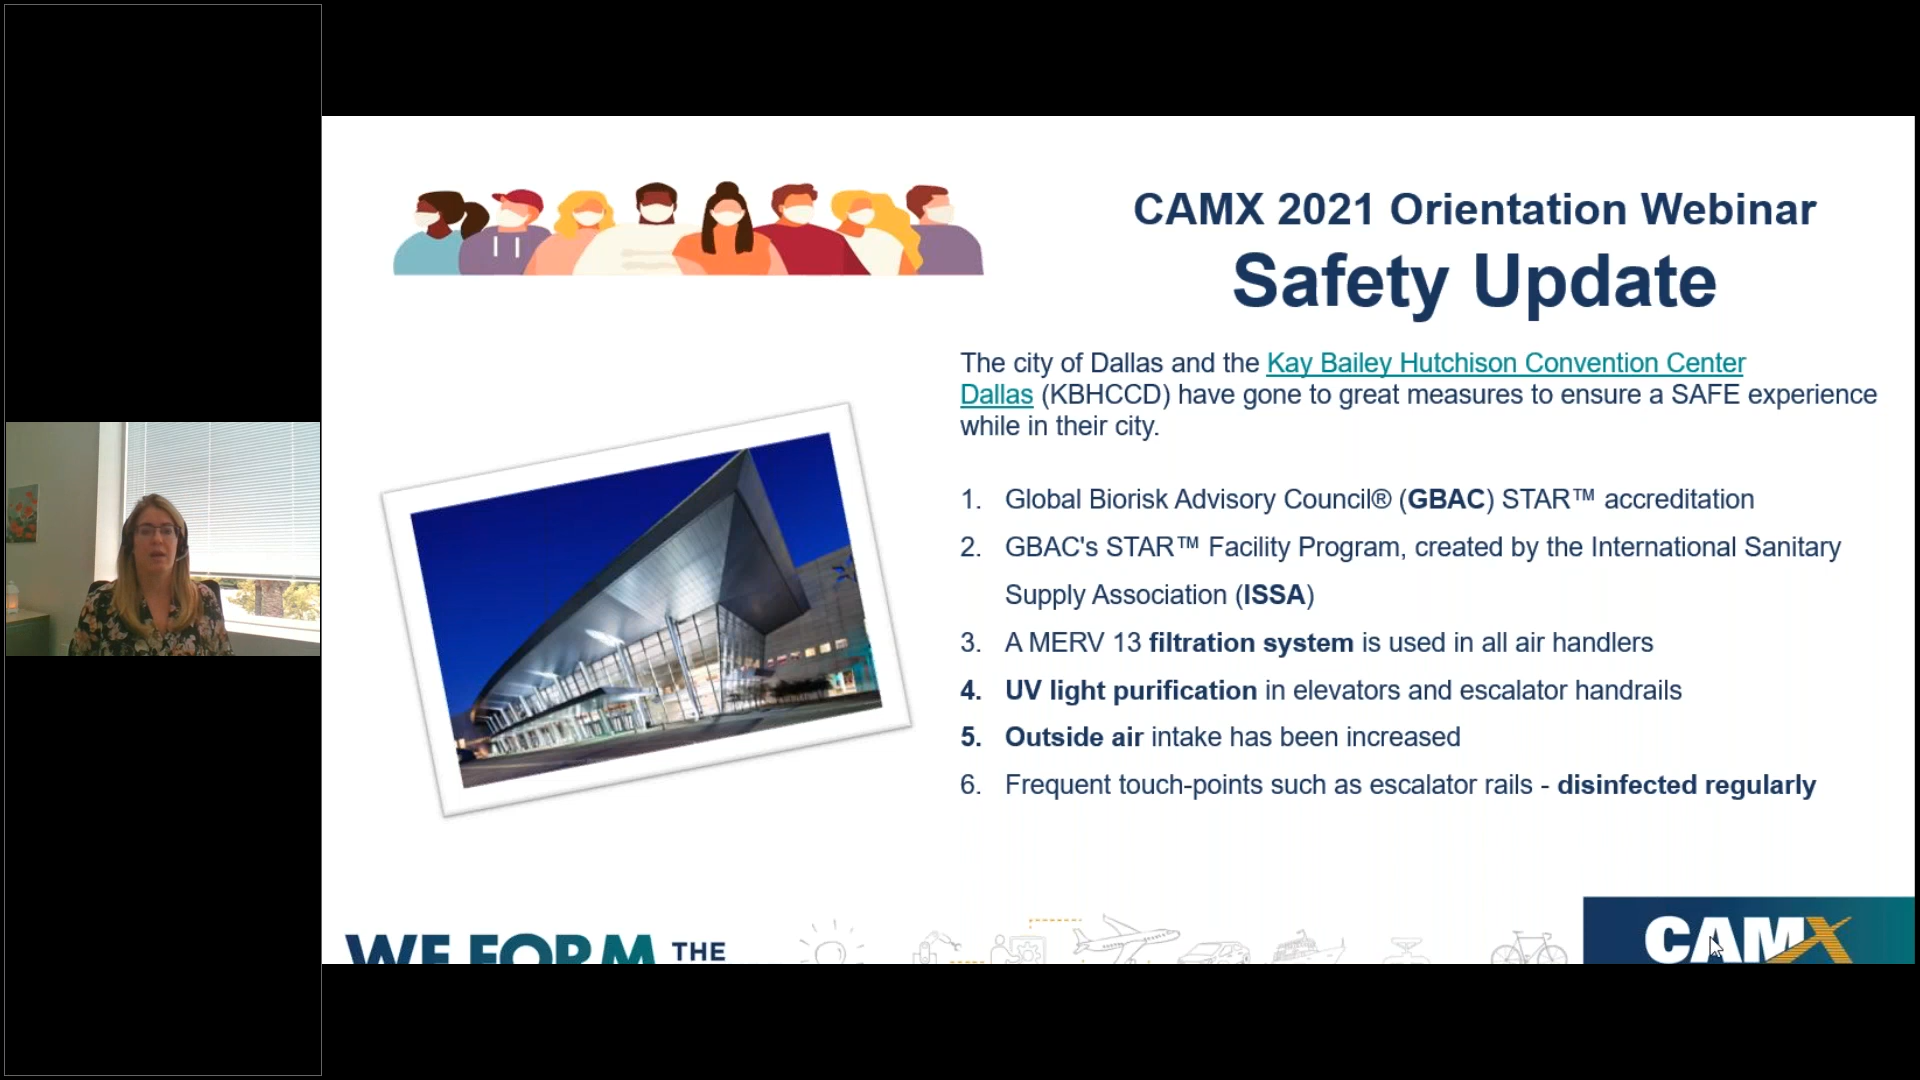 CAMX 2021 Orientation Webinar
Safety Update
The city of Dallas and the Kay Bailey Hutchison Convention Center
Dallas (KBHCCD) have gone to great measures to ensure a SAFE experience
while in their city.
1. Global Biorisk Advisory Council® (GBAC) STAR™ accreditation
2. GBAC's STAR™ Facility Program, created by the International Sanitary
Supply Association (ISSA)
3. A MERV 13 filtration system is used in all air handlers
4. UV light purification in elevators and escalator handrails
5. Outside air intake has been increased
6. Frequent touch-points such as escalator rails - disinfected regularly
WE FORM THE
CAMX